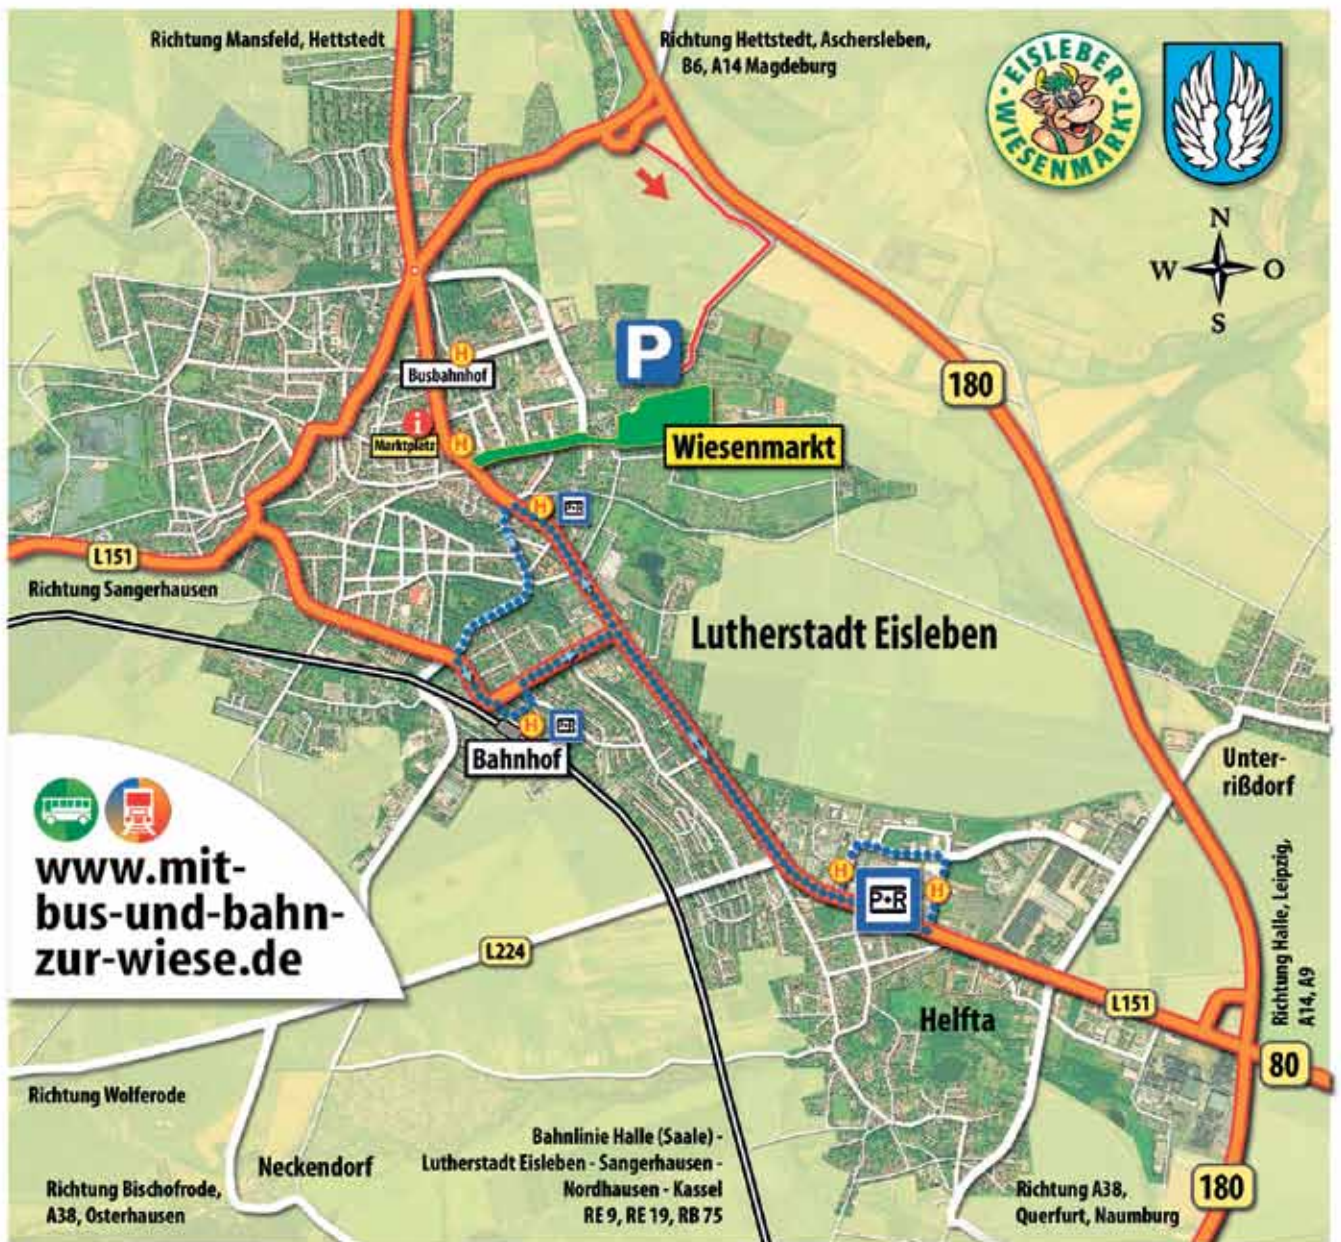 Richtung Mansfeld, Hettstedt
Richtung Hettstedt, Aschersleben,
B6, A14 Magdeburg
EISLEBER
WIESENMARKT
N
W
O
S
P
180
H
Busbahnhof
i
Marktplatz
H
Wiesenmarkt
H
P+R
L151
Richtung Sangerhausen
Lutherstadt Eisleben
H
P+R
Bahnhof
Unter-
rißdorf
www.mit-
bus-und-bahn-
zur-wiese.de
H
P+R
H
Richtung Halle, Leipzig,
A14, A9
L224
L151
Helfta
80
Richtung Wolferode
Neckendorf
Bahnlinie Halle (Saale) -
Lutherstadt Eisleben - Sangerhausen -
Nordhausen - Kassel
RE 9, RE 19, RB 75
Richtung Bischofrode,
A38, Osterhausen
Richtung A38,
Querfurt, Naumburg
180